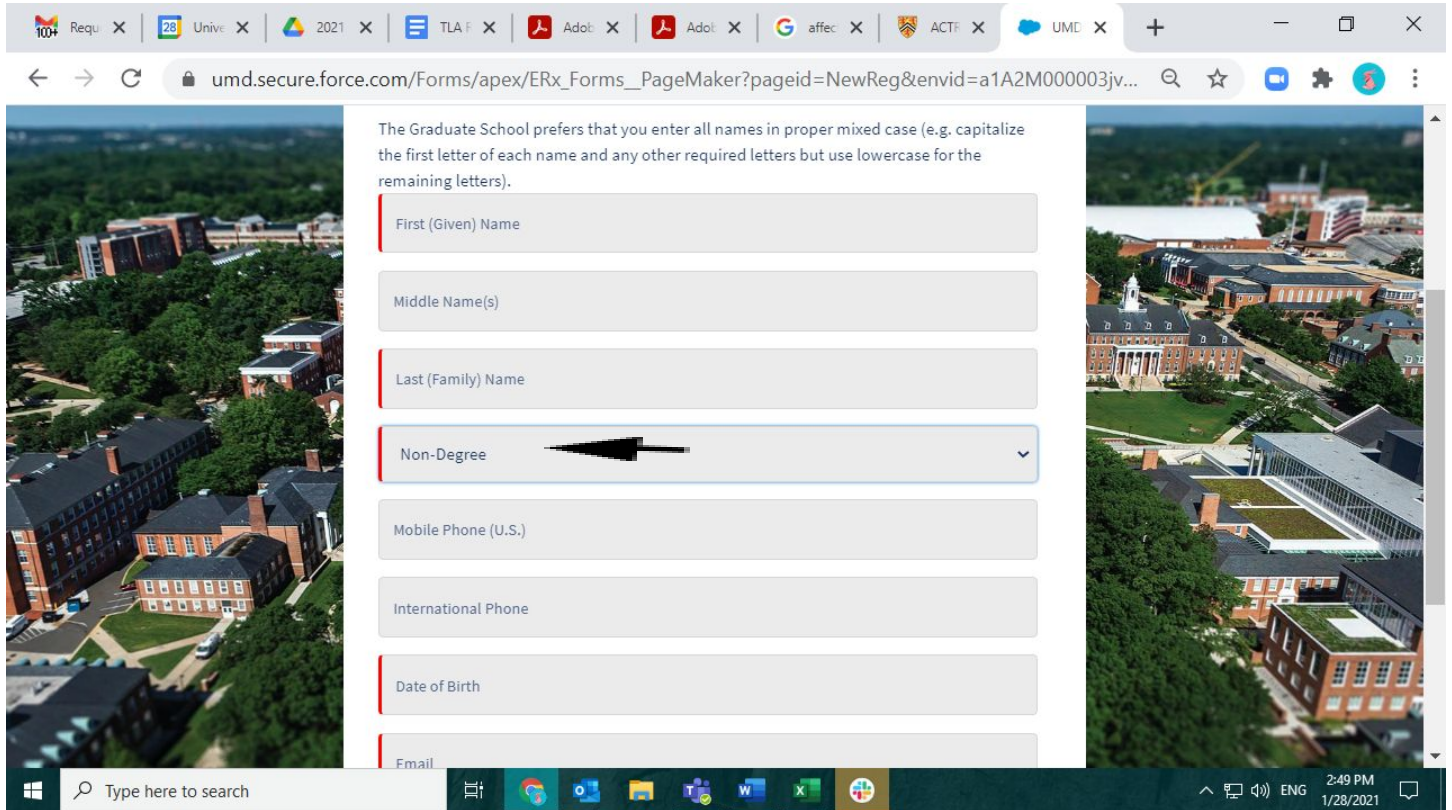 100+ Requ
28 Unive
2021
TLA F
Adob
Adob
G affec
ACTR
UMD
umd.secure.force.com/Forms/apex/ERx_Forms__PageMaker?pageid=NewReg&envid=a1A2M000003jv...
The Graduate School prefers that you enter all names in proper mixed case (e.g. capitalize
the first letter of each name and any other required letters but use lowercase for the
remaining letters).
First (Given) Name
Middle Name(s)
Last (Family) Name
Non-Degree
Mobile Phone (U.S.)
International Phone
Date of Birth
Email
Type here to search
ENG
2:49 PM
1/28/2021